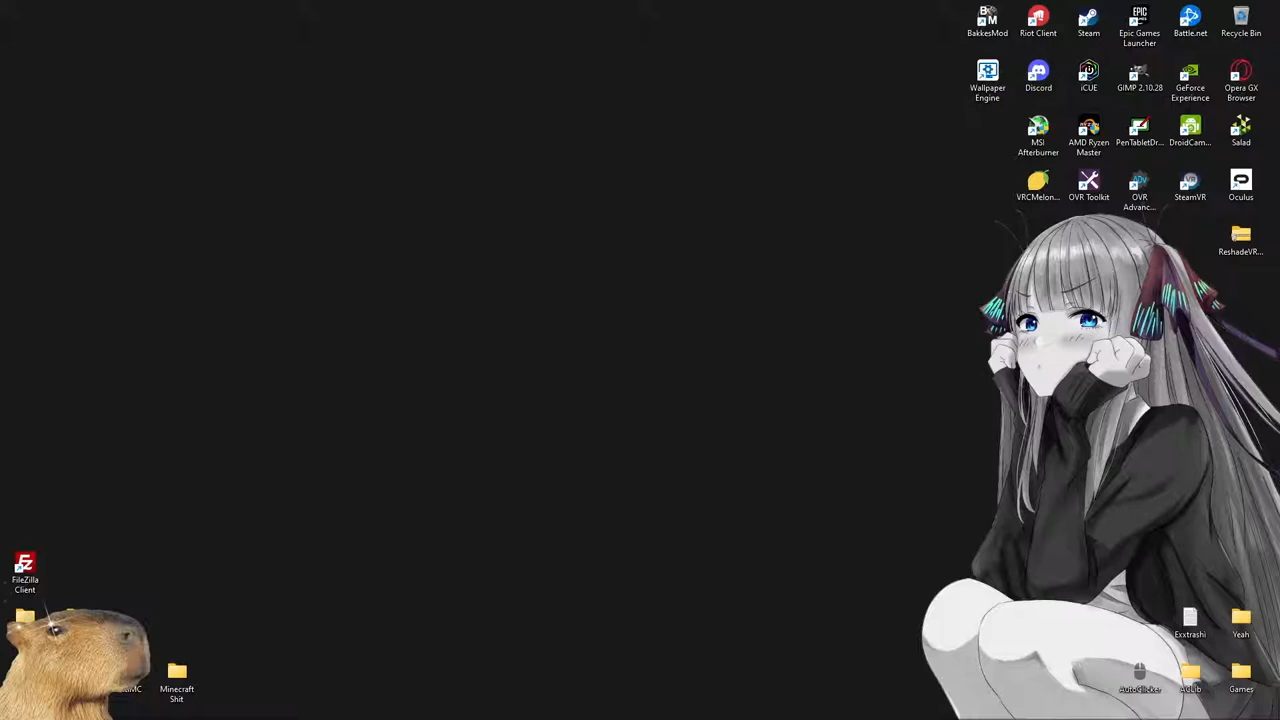 BakkesMod
Riot Client
Steam
Epic Games
Launcher
Battle.net
Recycle Bin
Wallpaper
Engine
Discord
iCUE
GIMP 2.10.28
GeForce
Experience
Opera GX
Browser
MSI
Afterburner
AMD Ryzen
Master
PenTabletDr...
DroidCam...
Salad
VRCMelon...
OVR Toolkit
OVR
Advanc...
SteamVR
Oculus
ReshadeVR...
FileZilla
Client
Exxtrashi
Yeah
Minecraft
Shit
AutoClicker
Games